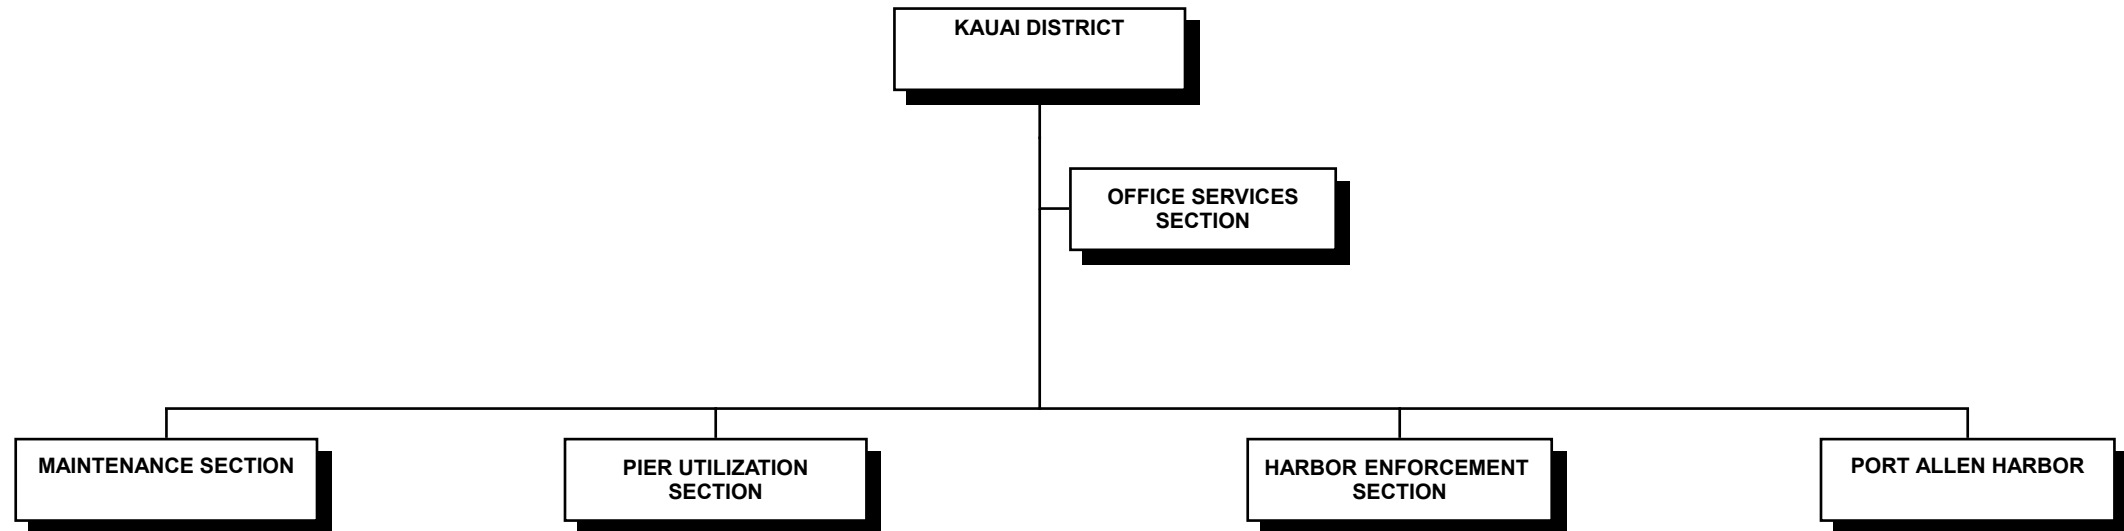 KAUAI DISTRICT
OFFICE SERVICES
SECTION
MAINTENANCE SECTION
PIER UTILIZATION
SECTION
HARBOR ENFORCEMENT
SECTION
PORT ALLEN HARBOR